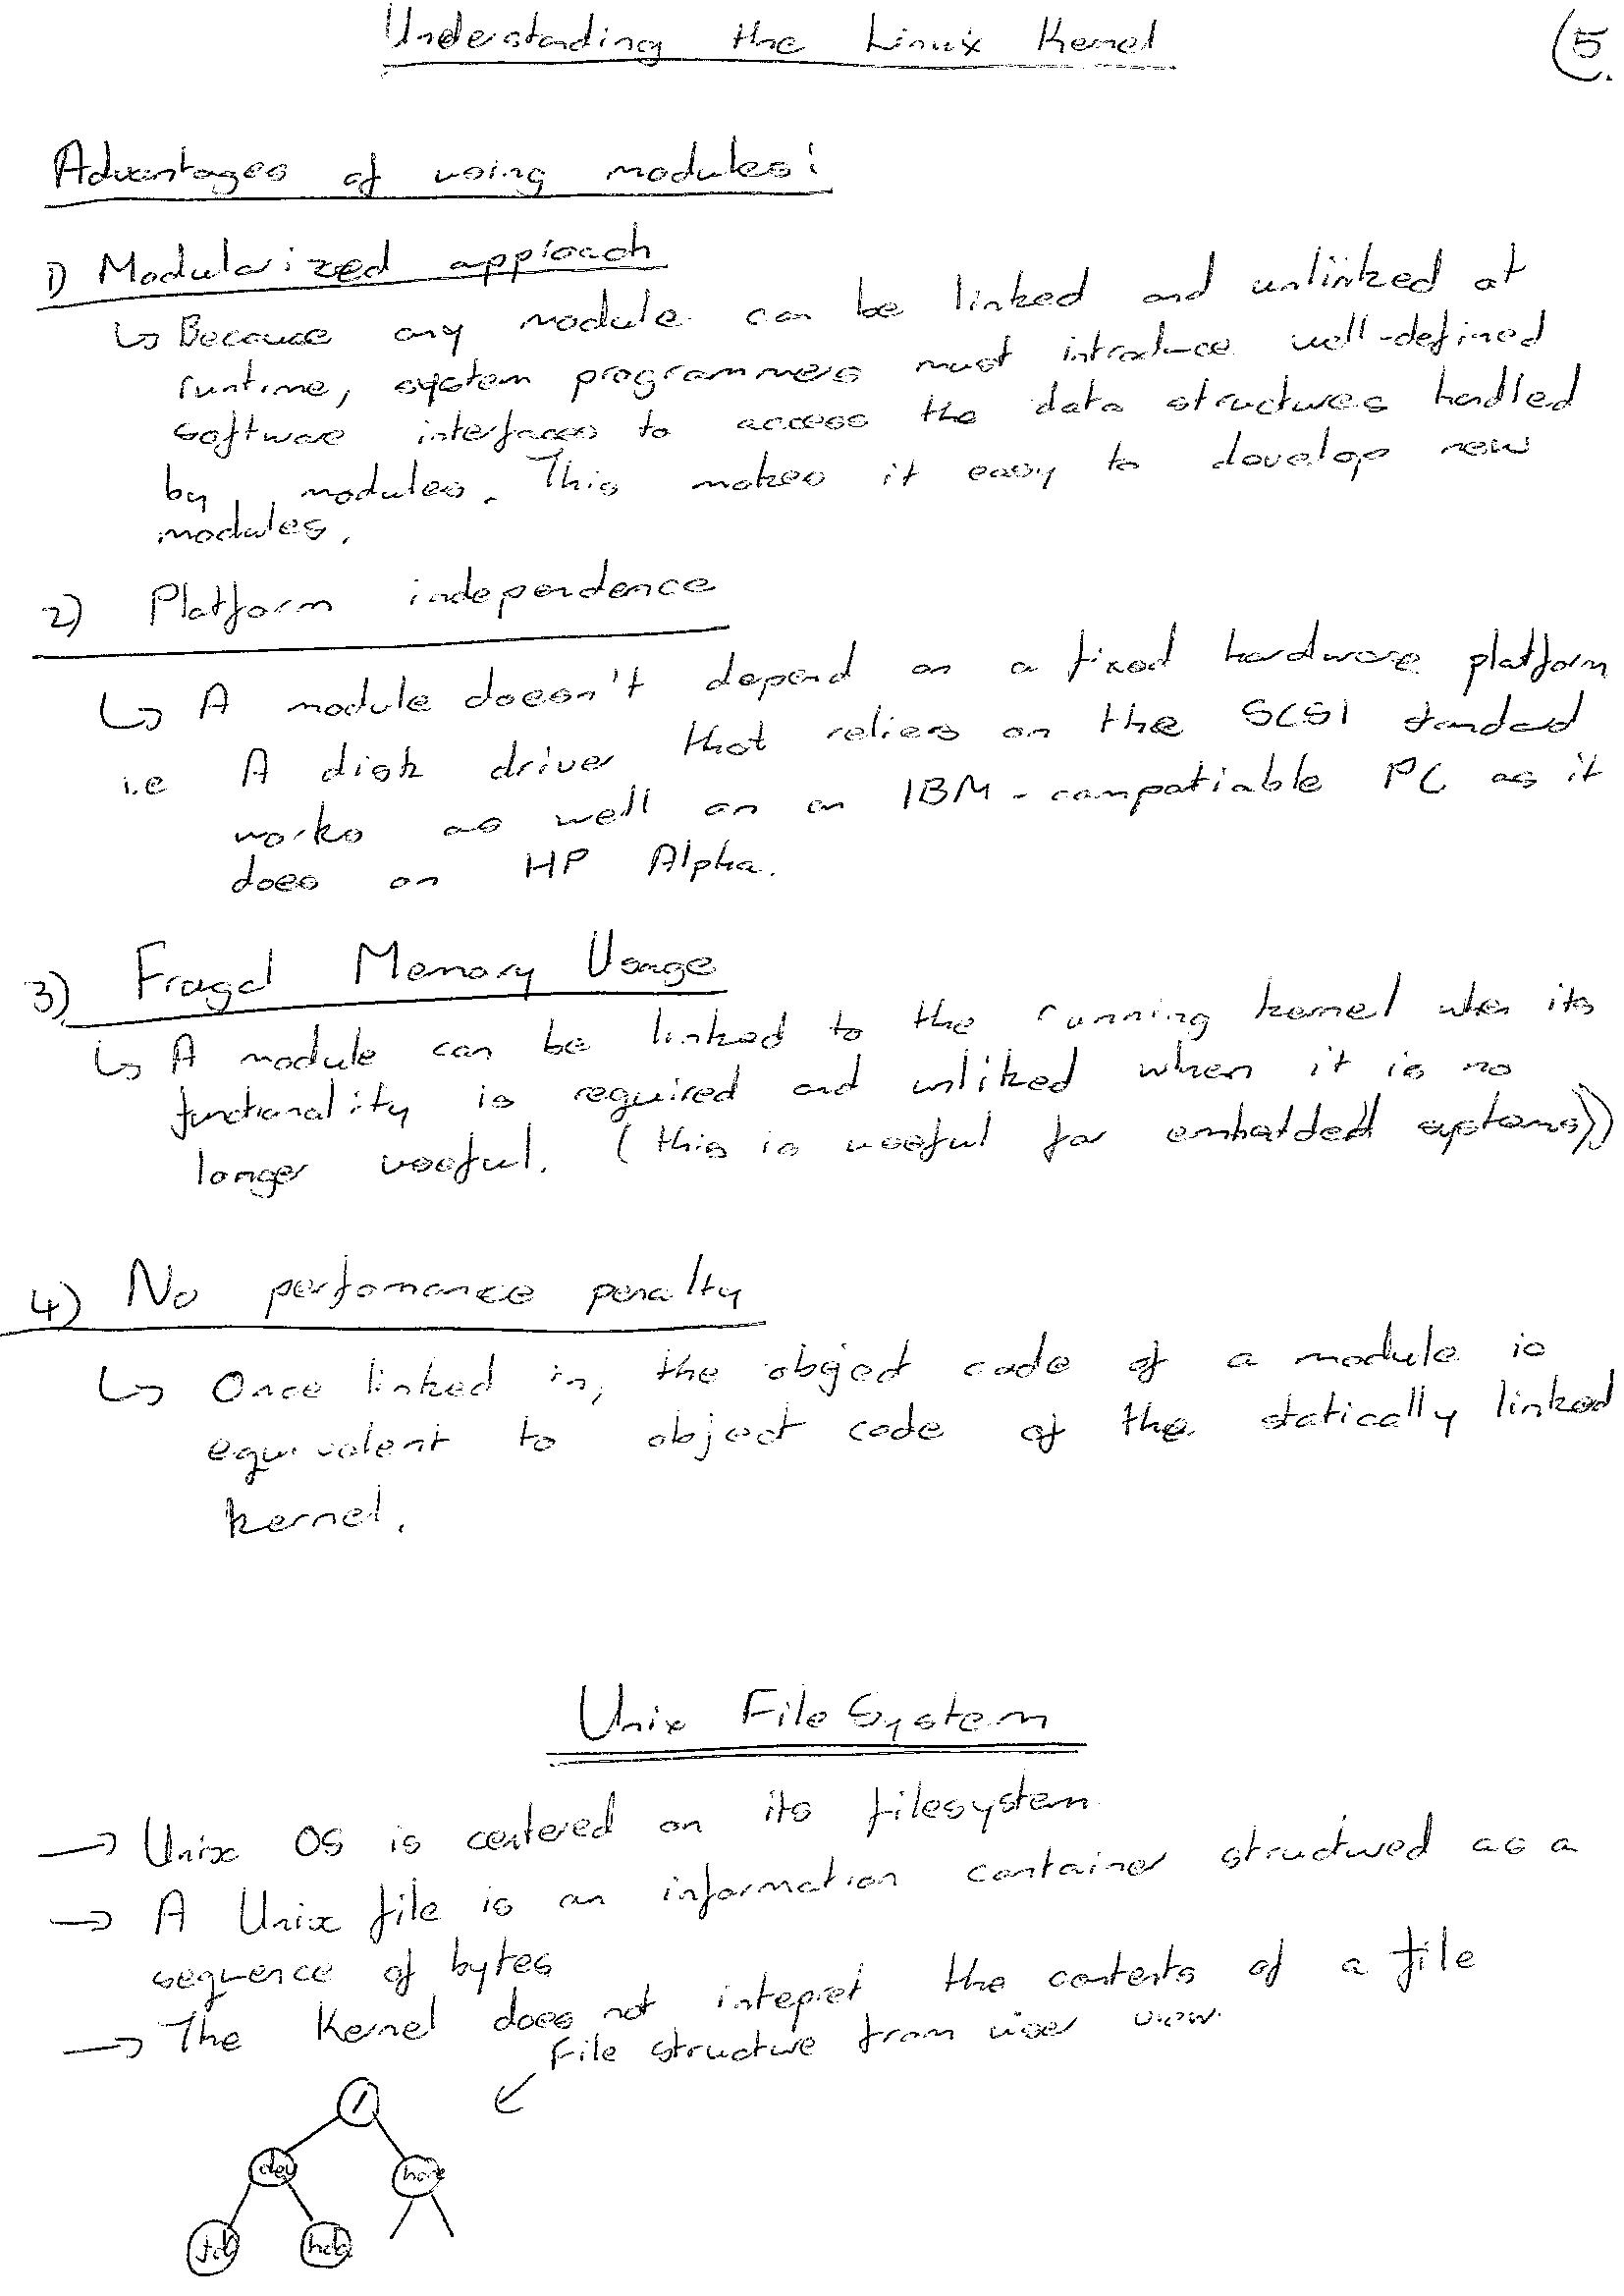 Understanding the Linux Kernel
(5.
Advantages of using modules:
1) Modularized approach
↳ Because any module can be linked and unlinked at
runtime, system programmers must introduce well-defined
software interfaces to access the data structures handled
by modules. This makes it easy to develop new
modules.
2) Platform independence
↳ A module doesn't depend on a fixed hardware platform
i.e A disk driver that relies on the SCSI standard
works as well on an IBM-compatiable PC as it
does on HP Alpha.
3) Frugal Memory Usage
↳ A module can be linked to the running kernel when its
functionality is required and unliked when it is no
longer useful. (this is useful for embedded systems))
4) No perfomance penalty
↳ Once linked in, the object code of a module is
equivalent to object code of the statically linked
kernel.
Unix FileSystem
→ Unix OS is centered on its filesystem
→ A Unix file is an information container structured as a
sequence of bytes
→ The Kernel does not intepret the contents of a file
File structure from user view.
/
dev home
hda